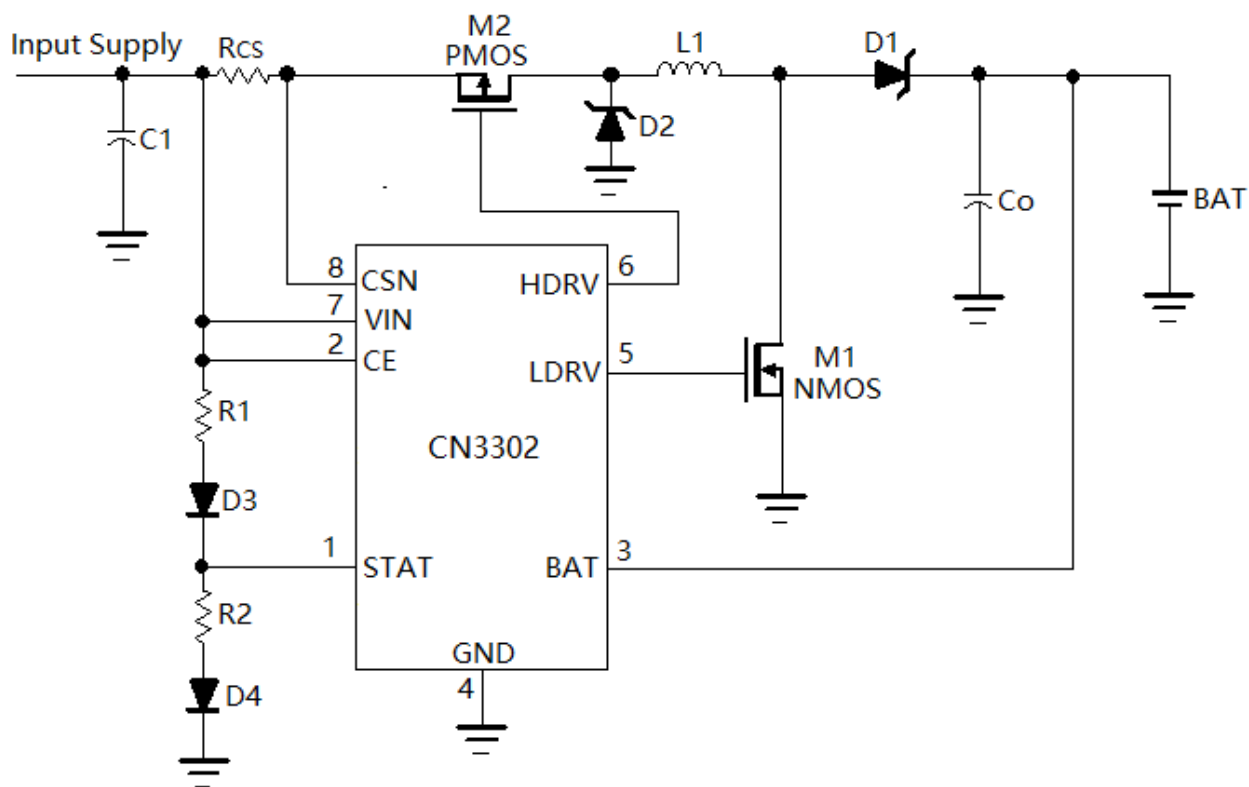 Input Supply
Rcs
M2
PMOS
L1
D1
C1
D2
Co
BAT
8
CSN
HDRV
6
7
VIN
2
CE
LDRV
5
M1
NMOS
R1
CN3302
D3
1
STAT
BAT
3
R2
GND
4
D4